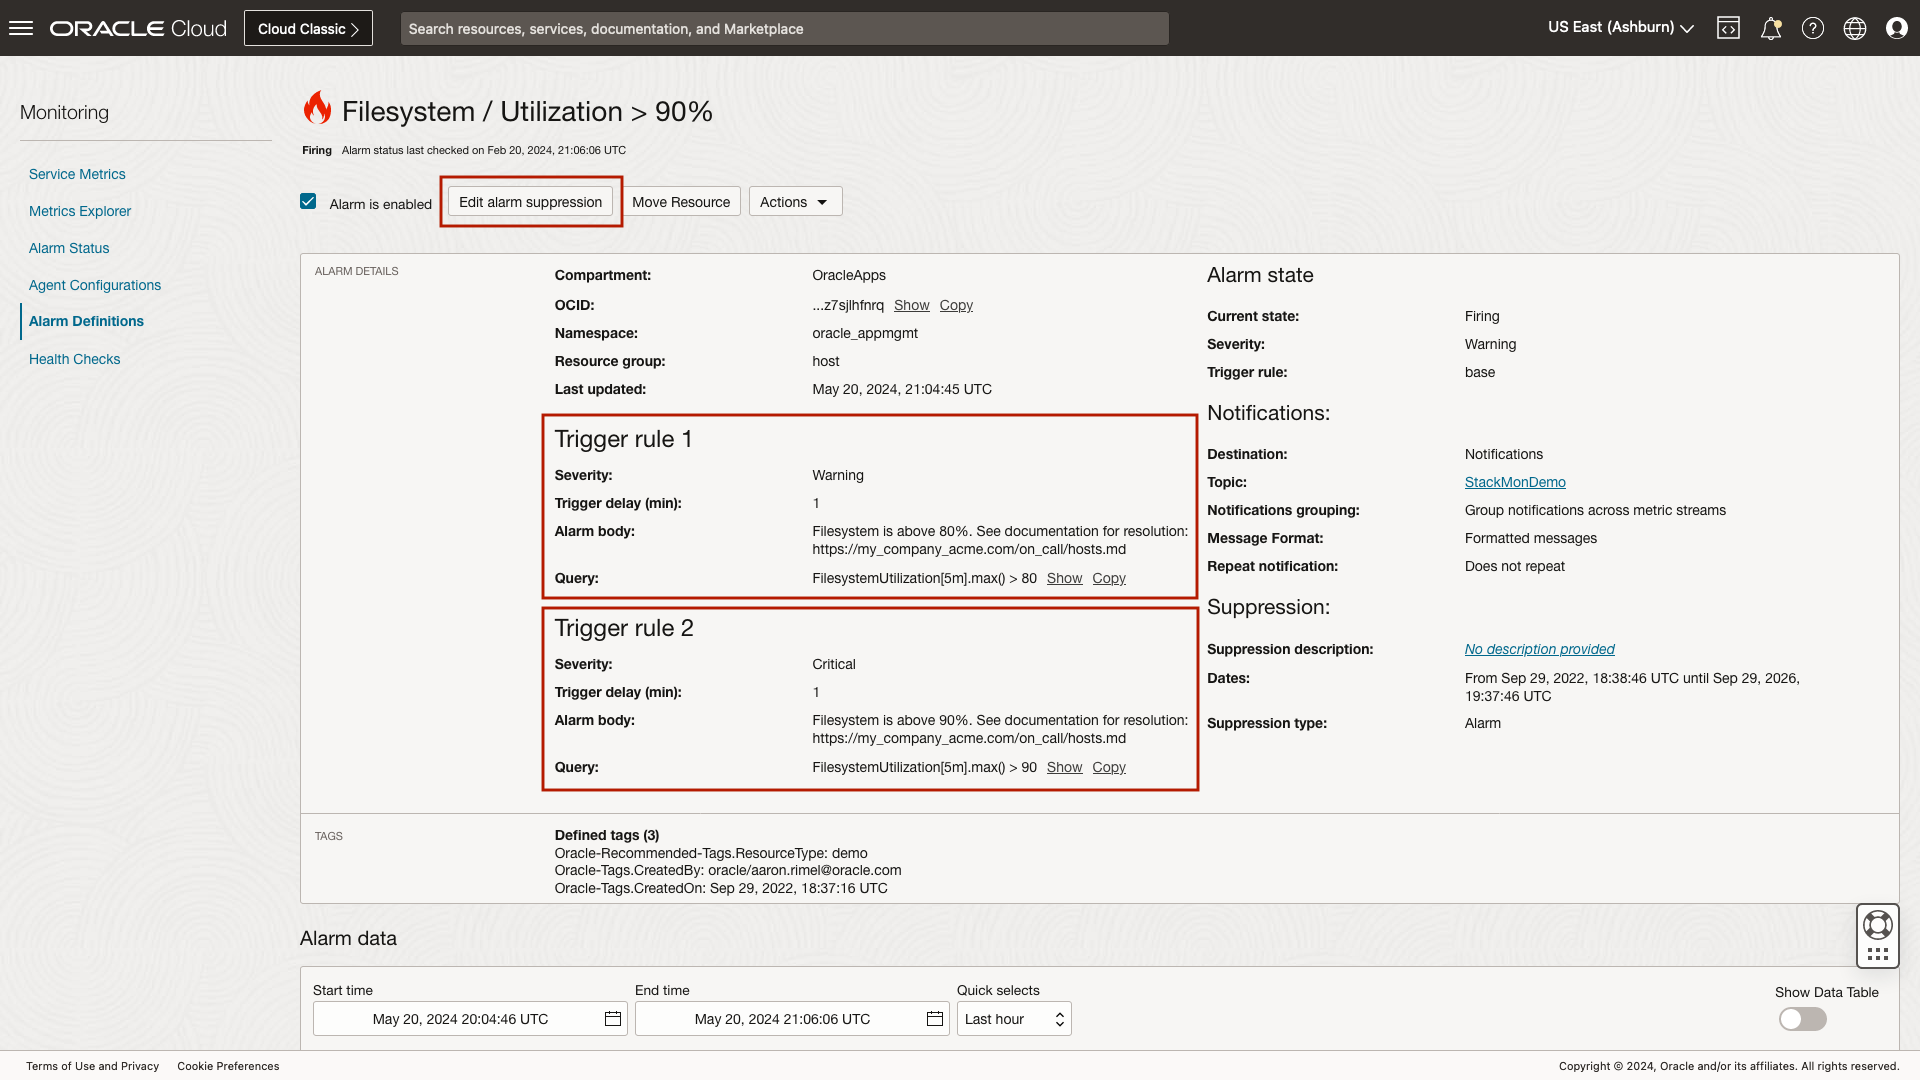 ORACLE Cloud
Cloud Classic
Search resources, services, documentation, and Marketplace
US East (Ashburn)
Monitoring
Service Metrics
Metrics Explorer
Alarm Status
Agent Configurations
Alarm Definitions
Health Checks
Filesystem / Utilization > 90%
Firing Alarm status last checked on Feb 20, 2024, 21:06:06 UTC
Alarm is enabled
Edit alarm suppression
Move Resource
Actions
ALARM DETAILS
Compartment: OracleApps
OCID: ...z7sjlhfnrq Show Copy
Namespace: oracle_appmgmt
Resource group: host
Last updated: May 20, 2024, 21:04:45 UTC
Trigger rule 1
Severity: Warning
Trigger delay (min): 1
Alarm body: Filesystem is above 80%. See documentation for resolution:
https://my_company_acme.com/on_call/hosts.md
Query: FilesystemUtilization[5m].max() > 80 Show Copy
Trigger rule 2
Severity: Critical
Trigger delay (min): 1
Alarm body: Filesystem is above 90%. See documentation for resolution:
https://my_company_acme.com/on_call/hosts.md
Query: FilesystemUtilization[5m].max() > 90 Show Copy
Alarm state
Current state: Firing
Severity: Warning
Trigger rule: base
Notifications:
Destination: Notifications
Topic: StackMonDemo
Notifications grouping: Group notifications across metric streams
Message Format: Formatted messages
Repeat notification: Does not repeat
Suppression:
Suppression description: No description provided
Dates: From Sep 29, 2022, 18:38:46 UTC until Sep 29, 2026,
19:37:46 UTC
Suppression type: Alarm
TAGS
Defined tags (3)
Oracle-Recommended-Tags.ResourceType: demo
Oracle-Tags.CreatedBy: oracle/aaron.rimel@oracle.com
Oracle-Tags.CreatedOn: Sep 29, 2022, 18:37:16 UTC
Alarm data
Start time
May 20, 2024 20:04:46 UTC
End time
May 20, 2024 21:06:06 UTC
Quick selects
Last hour
Show Data Table
Terms of Use and Privacy Cookie Preferences
Copyright © 2024, Oracle and/or its affiliates. All rights reserved.